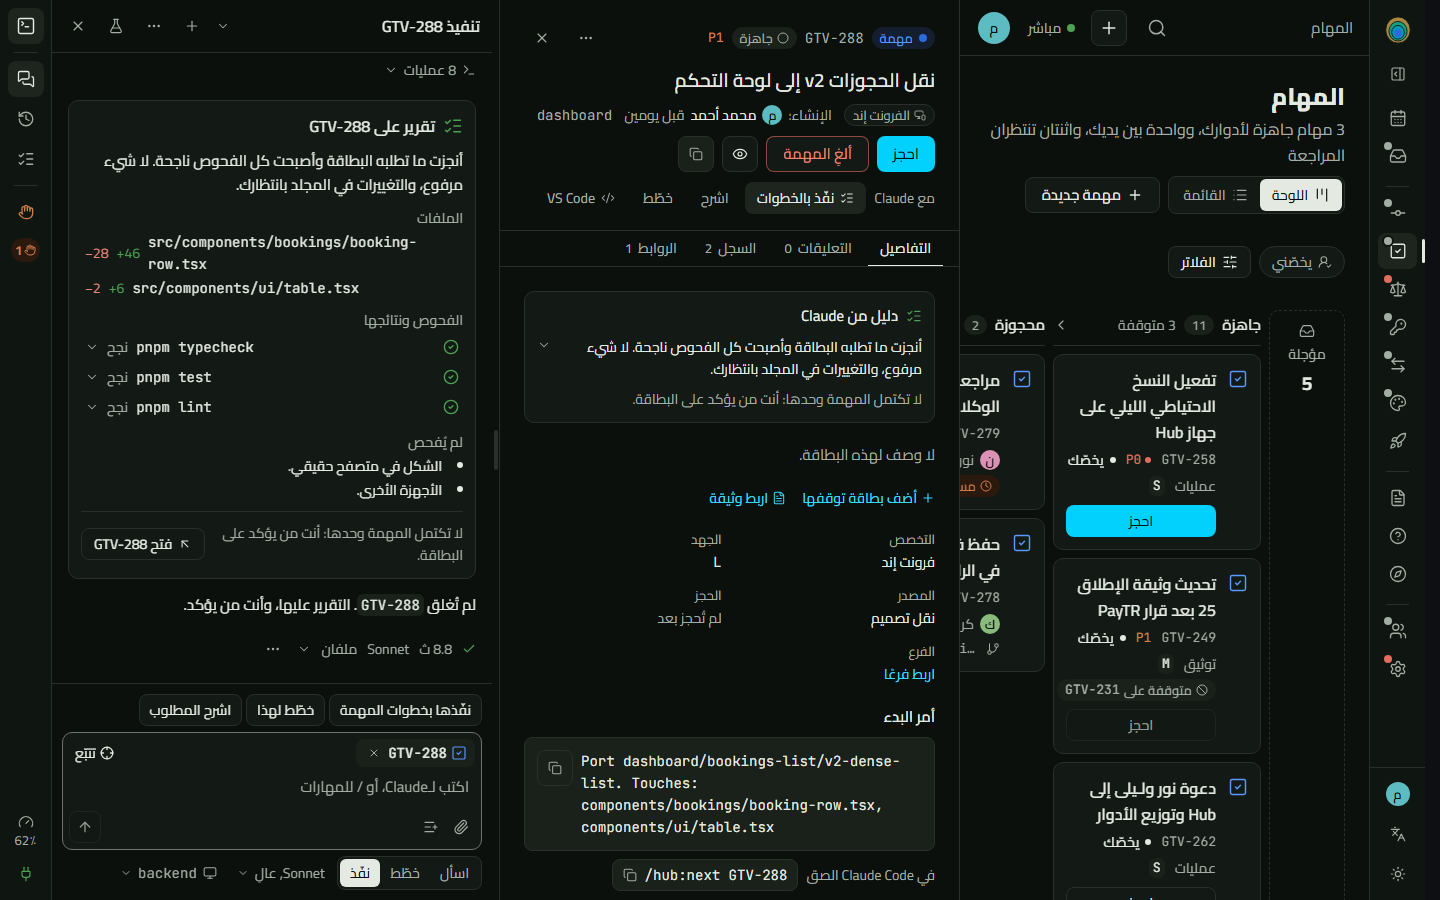 المهام
مباشر
م
المهام
3 مهام جاهزة لأدوارك، وواحدة بين يديك، واثنتان تنتظران
المراجعة
اللوحة
القائمة
مهمة جديدة
يخصّني
الفلاتر
مؤجلة
5
جاهزة 11 3 متوقفة
تفعيل النسخ
الاحتياطي الليلي على
جهاز Hub
GTV-258 P0 يخصّك
عمليات S
احجز
تحديث وثيقة الإطلاق
25 بعد قرار PayTR
GTV-249 P1 يخصّك
توثيق M
متوقفة على GTV-231
احجز
دعوة نور وليلى إلى
Hub وتوزيع الأدوار
GTV-262 يخصّك
عمليات S
محجوزة 2
الوكلا
V-279
ن نور
حفظ
V-278
ك
م
مهمة GTV-288 جاهزة P1
نقل الحجوزات v2 إلى لوحة التحكم
الفرونت إند الإنشاء: م محمد أحمد قبل يومين dashboard
احجز
ألغِ المهمة
مع Claude نفّذ بالخطوات اشرح خطّط VS Code
التفاصيل التعليقات 0 السجل 2 الروابط 1
دليل من Claude
أنجزت ما تطلبه البطاقة وأصبحت كل الفحوص ناجحة. لا شيء
مرفوع، والتغييرات في المجلد بانتظارك.
لا تكتمل المهمة وحدها: أنت من يؤكد على البطاقة.
لا وصف لهذه البطاقة.
أضف بطاقة توقفها اربط وثيقة
التخصص
فرونت إند
الجهد
L
المصدر
نقل تصميم
الحجز
لم تُحجز بعد
الفرع
اربط فرعًا
أمر البدء
Port dashboard/bookings-list/v2-dense-
list. Touches:
components/bookings/booking-row.tsx,
components/ui/table.tsx
في Claude Code الصق /hub:next GTV-288
تنفيذ GTV-288
8 عمليات
تقرير على GTV-288
أنجزت ما تطلبه البطاقة وأصبحت كل الفحوص ناجحة. لا شيء
مرفوع، والتغييرات في المجلد بانتظارك.
الملفات
src/components/bookings/booking-
row.tsx +46 −28
src/components/ui/table.tsx +6 −2
الفحوص ونتائجها
pnpm typecheck نجح
pnpm test نجح
pnpm lint نجح
لم يُفحص
الشكل في متصفح حقيقي.
الأجهزة الأخرى.
لا تكتمل المهمة وحدها: أنت من يؤكد على
البطاقة.
فتح GTV-288
لم تُغلق GTV-288. التقرير عليها، وأنت من يؤكد.
8.8 ث Sonnet ملفان
نفّذها بخطوات المهمة خطّط لهذا اشرح المطلوب
GTV-288 ×
تتبّع
اكتب لـClaude، أو / للمهارات
اسأل خطّط نفّذ Sonnet, عالٍ backend
1
62٪